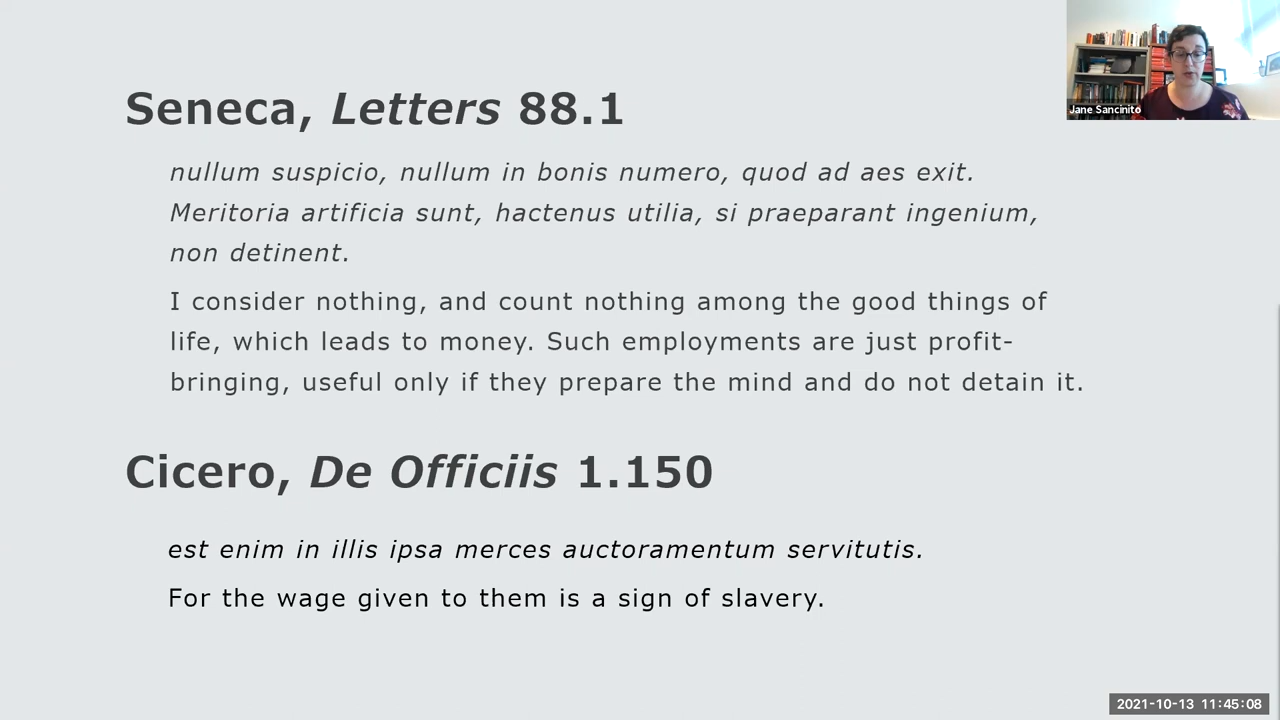 Jane Sancinito
Seneca, Letters 88.1
nullum suspicio, nullum in bonis numero, quod ad aes exit.
Meritoria artificia sunt, hactenus utilia, si praeparant ingenium,
non detinent.
I consider nothing, and count nothing among the good things of
life, which leads to money. Such employments are just profit-
bringing, useful only if they prepare the mind and do not detain it.
Cicero, De Officiis 1.150
est enim in illis ipsa merces auctoramentum servitutis.
For the wage given to them is a sign of slavery.
2021-10-13 11:45:08